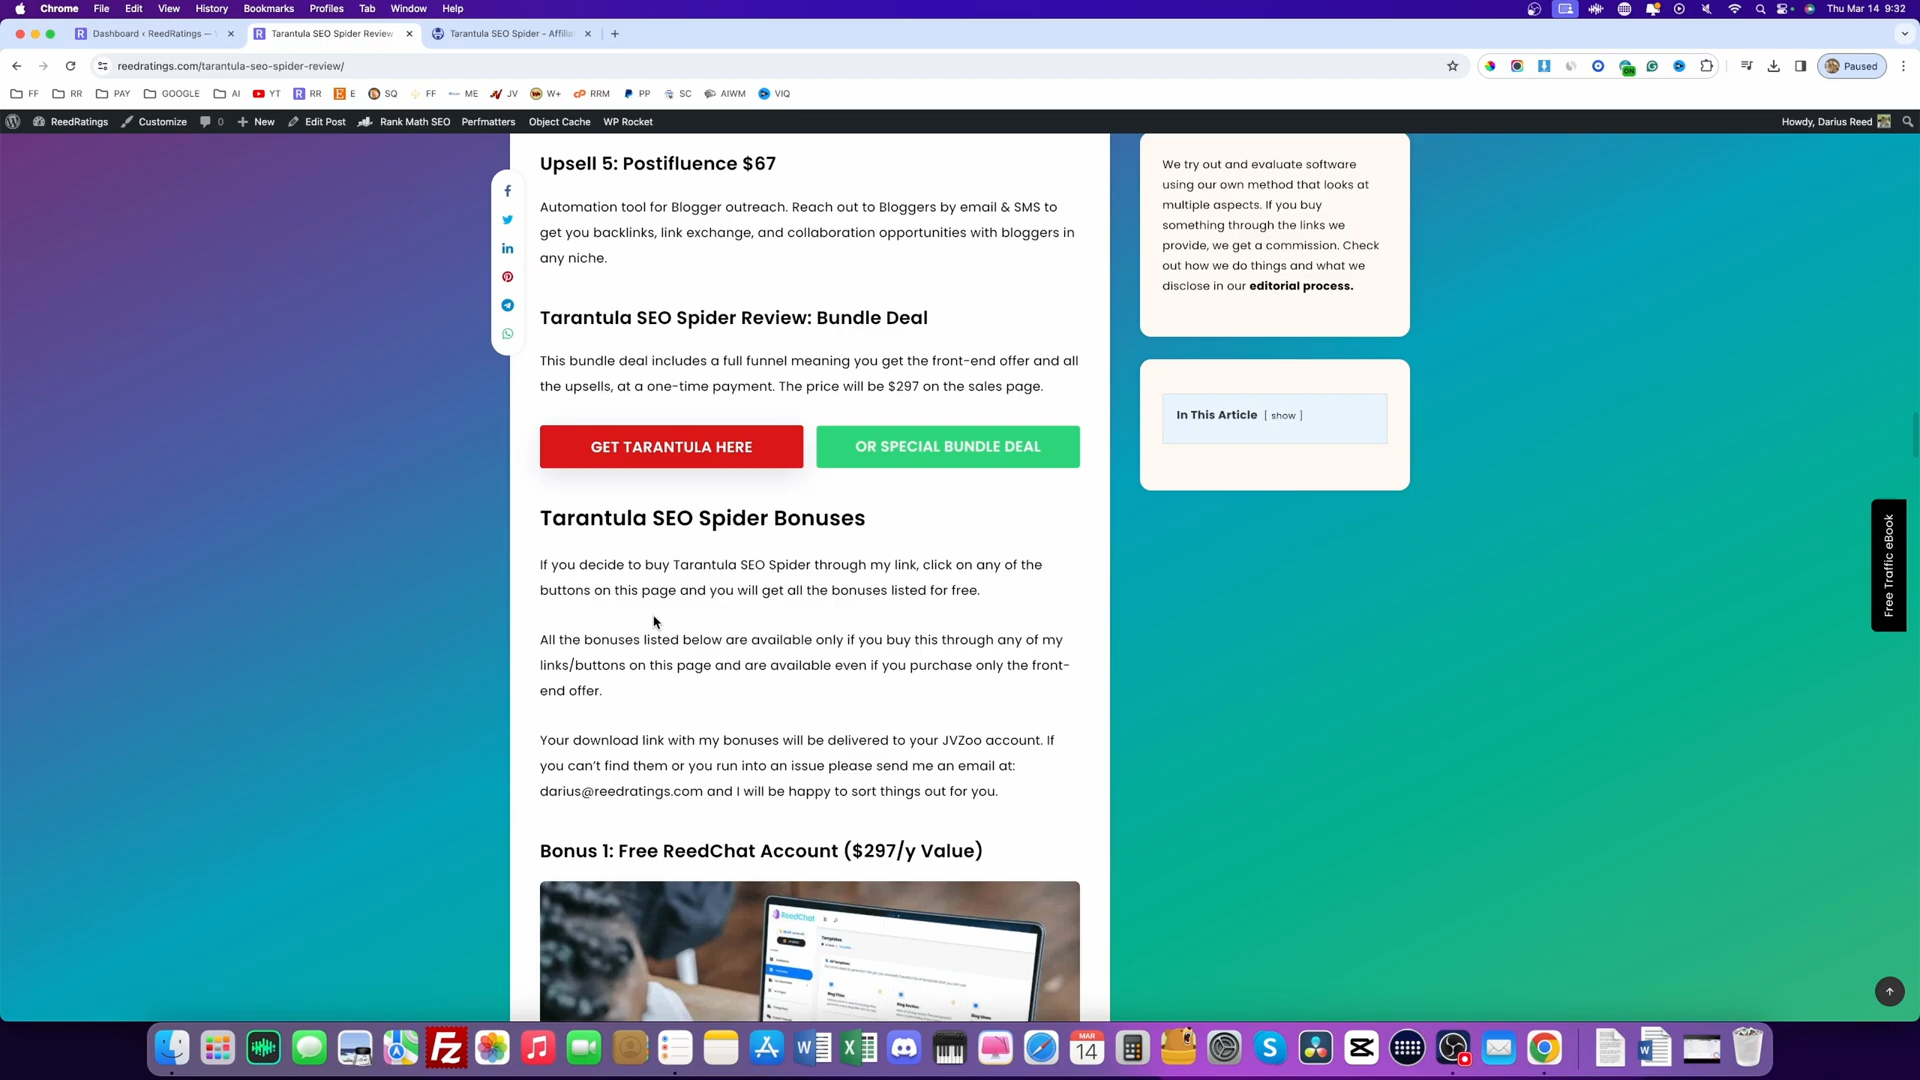 Chrome File Edit View History Bookmarks Profiles Tab Window Help Thu Mar 14 9:32
Dashboard ‹ ReedRatings — Tarantula SEO Spider Review Tarantula SEO Spider - Affilia
reedratings.com/tarantula-seo-spider-review/ ON Paused
FF RR PAY GOOGLE AI YT RR E SQ FF ME JV W+ RRM PP SC AIWM VIQ
ReedRatings Customize 0 New Edit Post Rank Math SEO Perfmatters Object Cache WP Rocket Howdy, Darius Reed
Upsell 5: Postifluence $67
Automation tool for Blogger outreach. Reach out to Bloggers by email & SMS to
get you backlinks, link exchange, and collaboration opportunities with bloggers in
any niche.
Tarantula SEO Spider Review: Bundle Deal
This bundle deal includes a full funnel meaning you get the front-end offer and all
the upsells, at a one-time payment. The price will be $297 on the sales page.
GET TARANTULA HERE OR SPECIAL BUNDLE DEAL
Tarantula SEO Spider Bonuses
If you decide to buy Tarantula SEO Spider through my link, click on any of the
buttons on this page and you will get all the bonuses listed for free.
All the bonuses listed below are available only if you buy this through any of my
links/buttons on this page and are available even if you purchase only the front-
end offer.
Your download link with my bonuses will be delivered to your JVZoo account. If
you can't find them or you run into an issue please send me an email at:
darius@reedratings.com and I will be happy to sort things out for you.
Bonus 1: Free ReedChat Account ($297/y Value)
ReedChat
Templates
We try out and evaluate software
using our own method that looks at
multiple aspects. If you buy
something through the links we
provide, we get a commission. Check
out how we do things and what we
disclose in our editorial process.
In This Article [ show ]
Free Traffic eBook
MAR
14